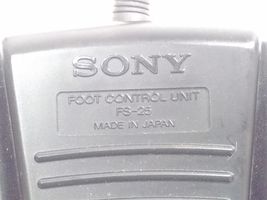 SONY
FOOT CONTROL UNIT
FS-25
MADE IN JAPAN